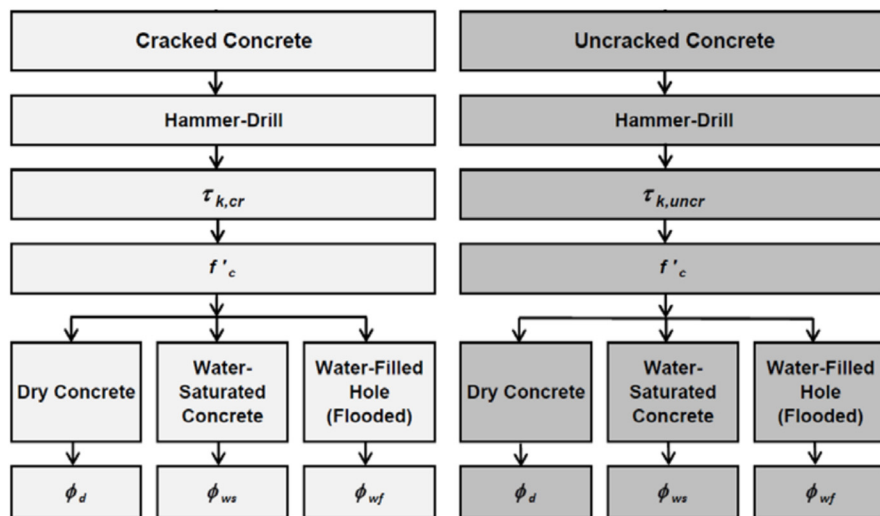 Cracked Concrete
Hammer-Drill
τk,cr
f'c
Dry Concrete
Water-
Saturated
Concrete
Water-Filled
Hole
(Flooded)
ϕd
ϕws
ϕwf
Uncracked Concrete
Hammer-Drill
τk,uncr
f'c
Dry Concrete
Water-
Saturated
Concrete
Water-Filled
Hole
(Flooded)
ϕd
ϕws
ϕwf